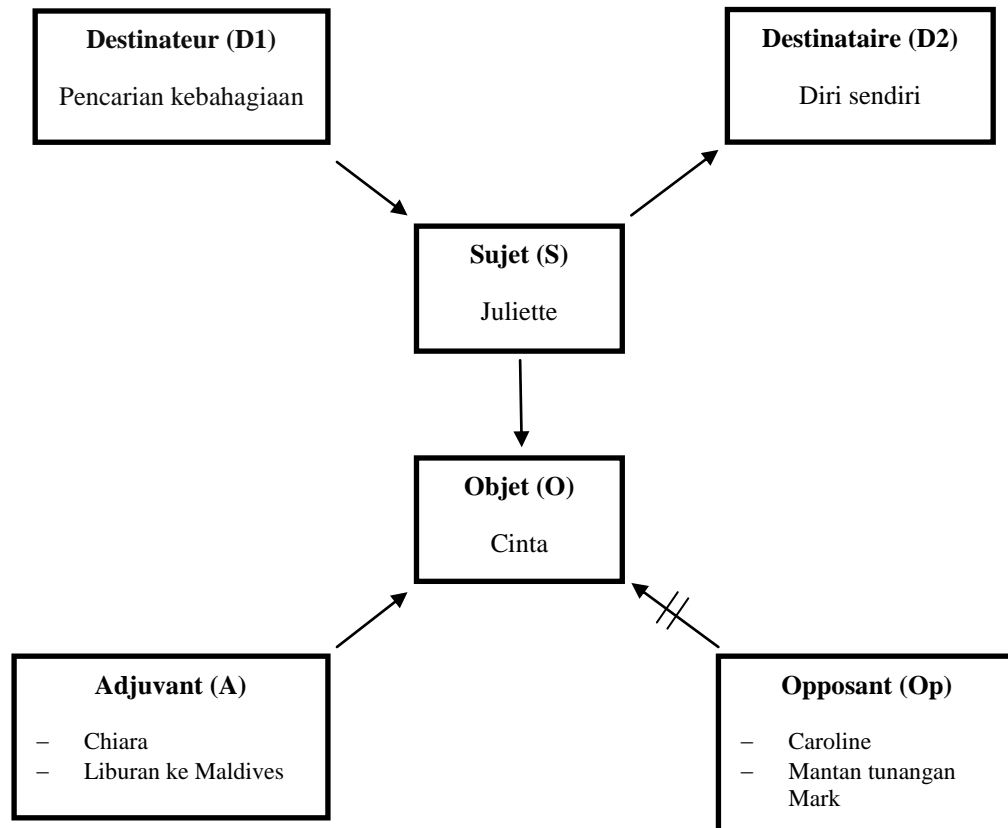 Destinateur (D1)
Pencarian kebahagiaan
Destinataire (D2)
Diri sendiri
Sujet (S)
Juliette
Objet (O)
Cinta
Adjuvant (A)
– Chiara
– Liburan ke Maldives
Opposant (Op)
– Caroline
– Mantan tunangan
Mark